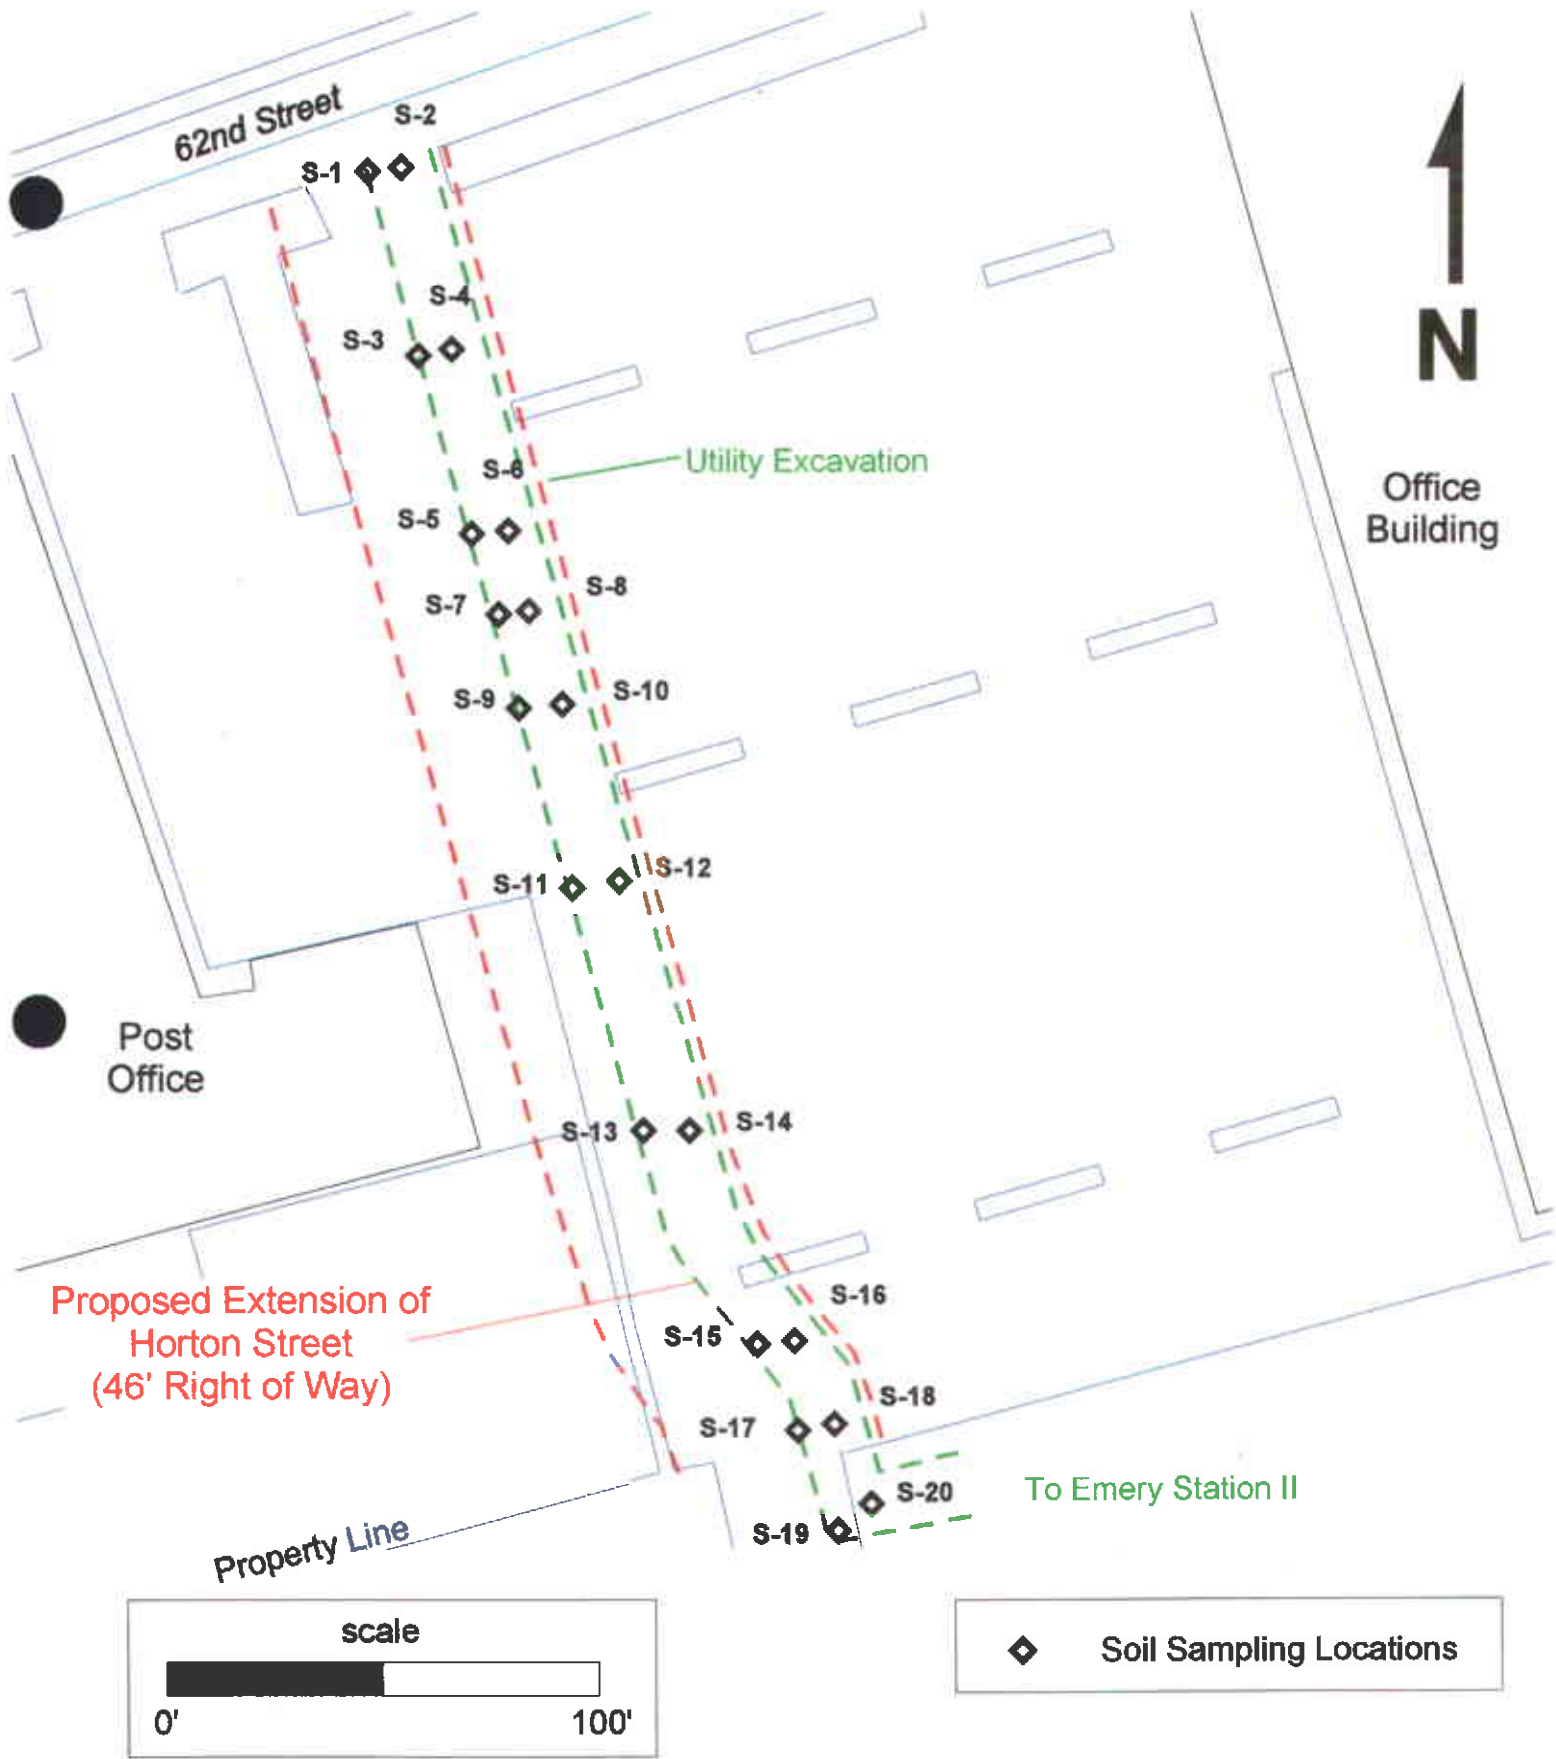 62nd Street
S-2
S-1
S-4
S-3
N
Utility Excavation
S-6
Office
Building
S-5
S-8
S-7
S-10
S-9
S-12
S-11
Post
Office
S-14
S-13
Proposed Extension of
Horton Street
(46' Right of Way)
S-16
S-15
S-18
S-17
S-20
To Emery Station II
S-19
Property Line
scale
0' 100'
Soil Sampling Locations